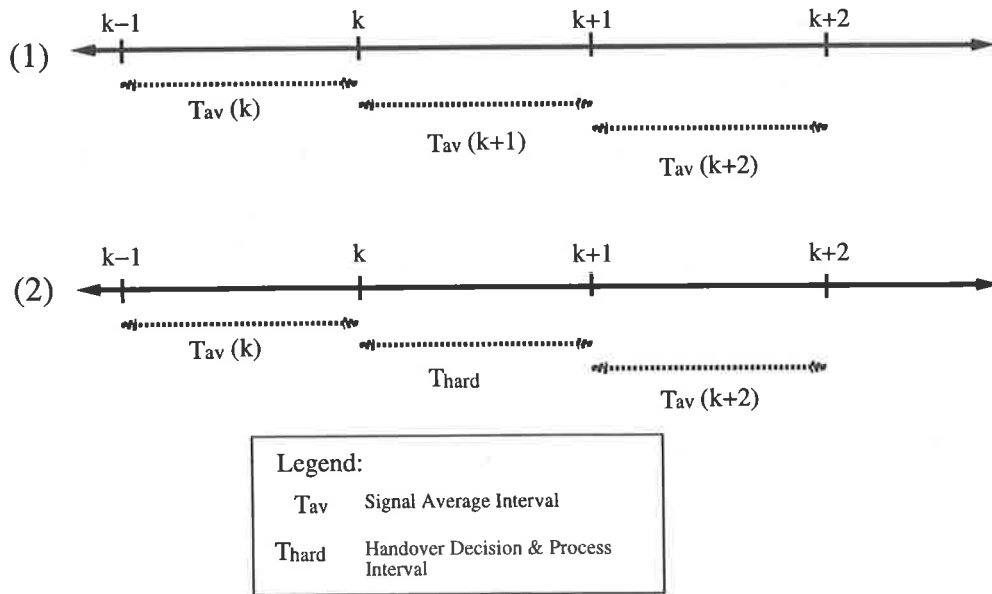 k−1 k k+1 k+2
(1)
Tav (k)
Tav (k+1)
Tav (k+2)
k−1 k k+1 k+2
(2)
Tav (k)
Thard
Tav (k+2)
Legend:
Tav Signal Average Interval
Thard Handover Decision & Process
Interval